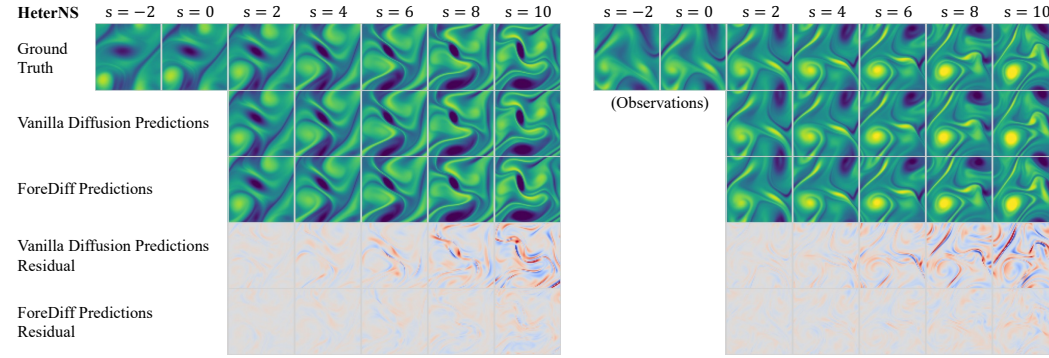 HeterNS s = −2 s = 0 s = 2 s = 4 s = 6 s = 8 s = 10 s = −2 s = 0 s = 2 s = 4 s = 6 s = 8 s = 10
Ground
Truth
(Observations)
Vanilla Diffusion Predictions
ForeDiff Predictions
Vanilla Diffusion Predictions
Residual
ForeDiff Predictions
Residual